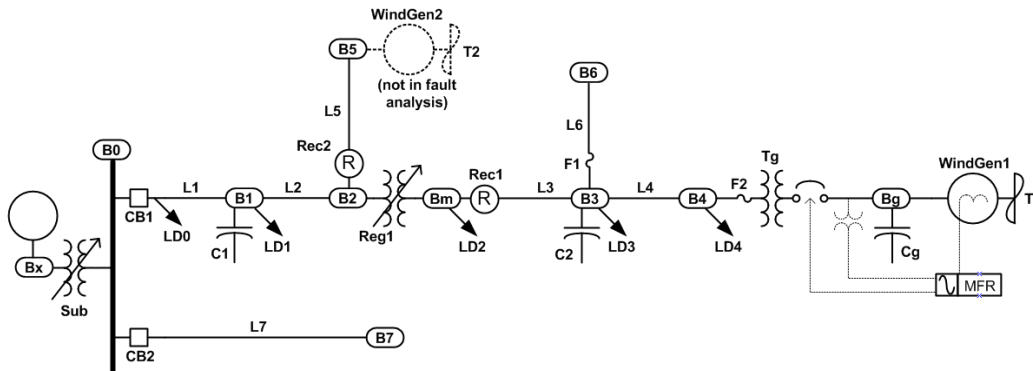 WindGen2
B5
T2
(not in fault
analysis)
B6
L5
L6
Rec2
R
B0
F1
Tg
WindGen1
Rec1
L1
L2
L3
L4
F2
B1
B2
Bm
R
B3
B4
Bg
T
CB1
LD0
LD1
Reg1
LD2
LD3
LD4
C1
C2
Cg
Bx
MFR
Sub
L7
B7
CB2